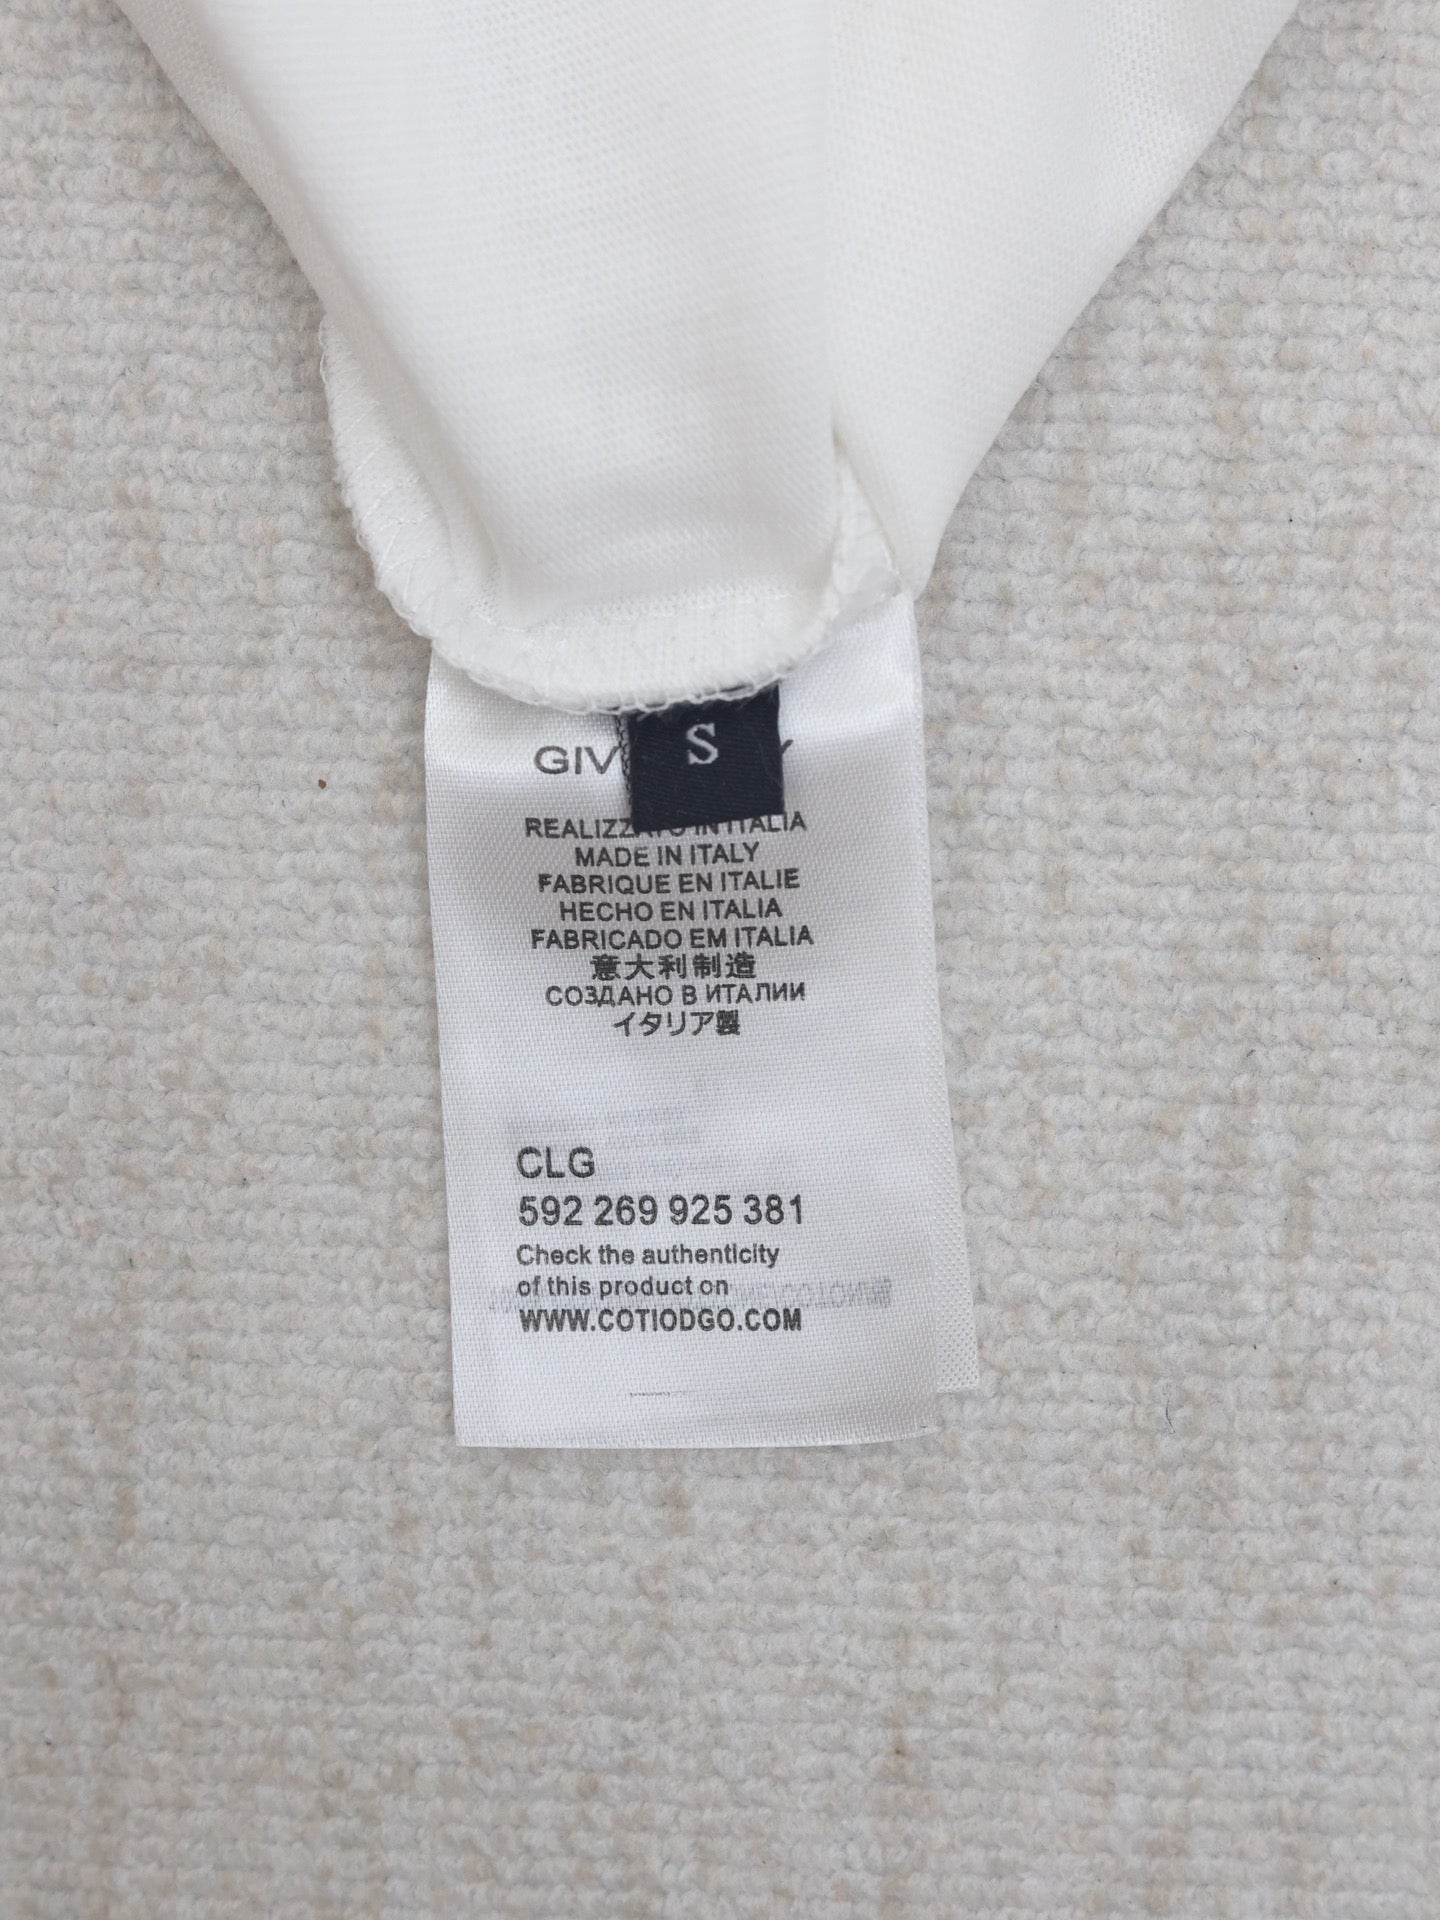 S
REALIZZATO IN ITALIA
MADE IN ITALY
FABRIQUE EN ITALIE
HECHO EN ITALIA
FABRICADO EM ITALIA
意大利制造
СОЗДАНО В ИТАЛИИ
イタリア製
CLG
592 269 925 381
Check the authenticity
of this product on
WWW.COTIODGO.COM